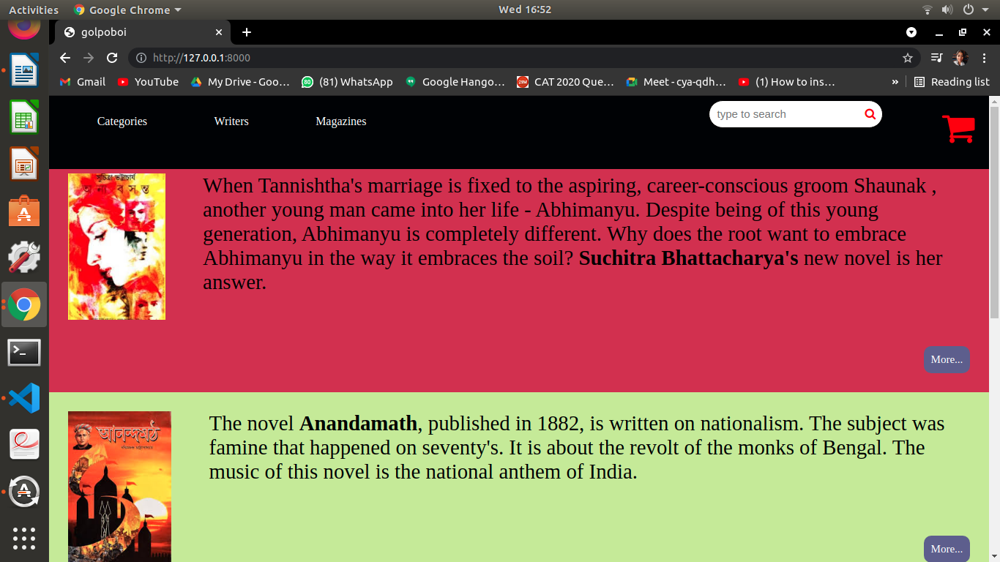 Activities
Google Chrome
Wed 16:52
golpoboi
http://127.0.0.1:8000
Gmail
YouTube
My Drive - Goo…
80
(81) WhatsApp
Google Hango…
CAT 2020 Que…
Meet - cya-qdh…
(1) How to ins…
»
Reading list
Categories
Writers
Magazines
type to search
সুচিত্রা ভট্টাচার্য
অন্য বসন্ত
When Tannishtha's marriage is fixed to the aspiring, career-conscious groom Shaunak ,
another young man came into her life - Abhimanyu. Despite being of this young
generation, Abhimanyu is completely different. Why does the root want to embrace
Abhimanyu in the way it embraces the soil? Suchitra Bhattacharya's new novel is her
answer.
More...
আনন্দমঠ
The novel Anandamath, published in 1882, is written on nationalism. The subject was
famine that happened on seventy's. It is about the revolt of the monks of Bengal. The
music of this novel is the national anthem of India.
More...